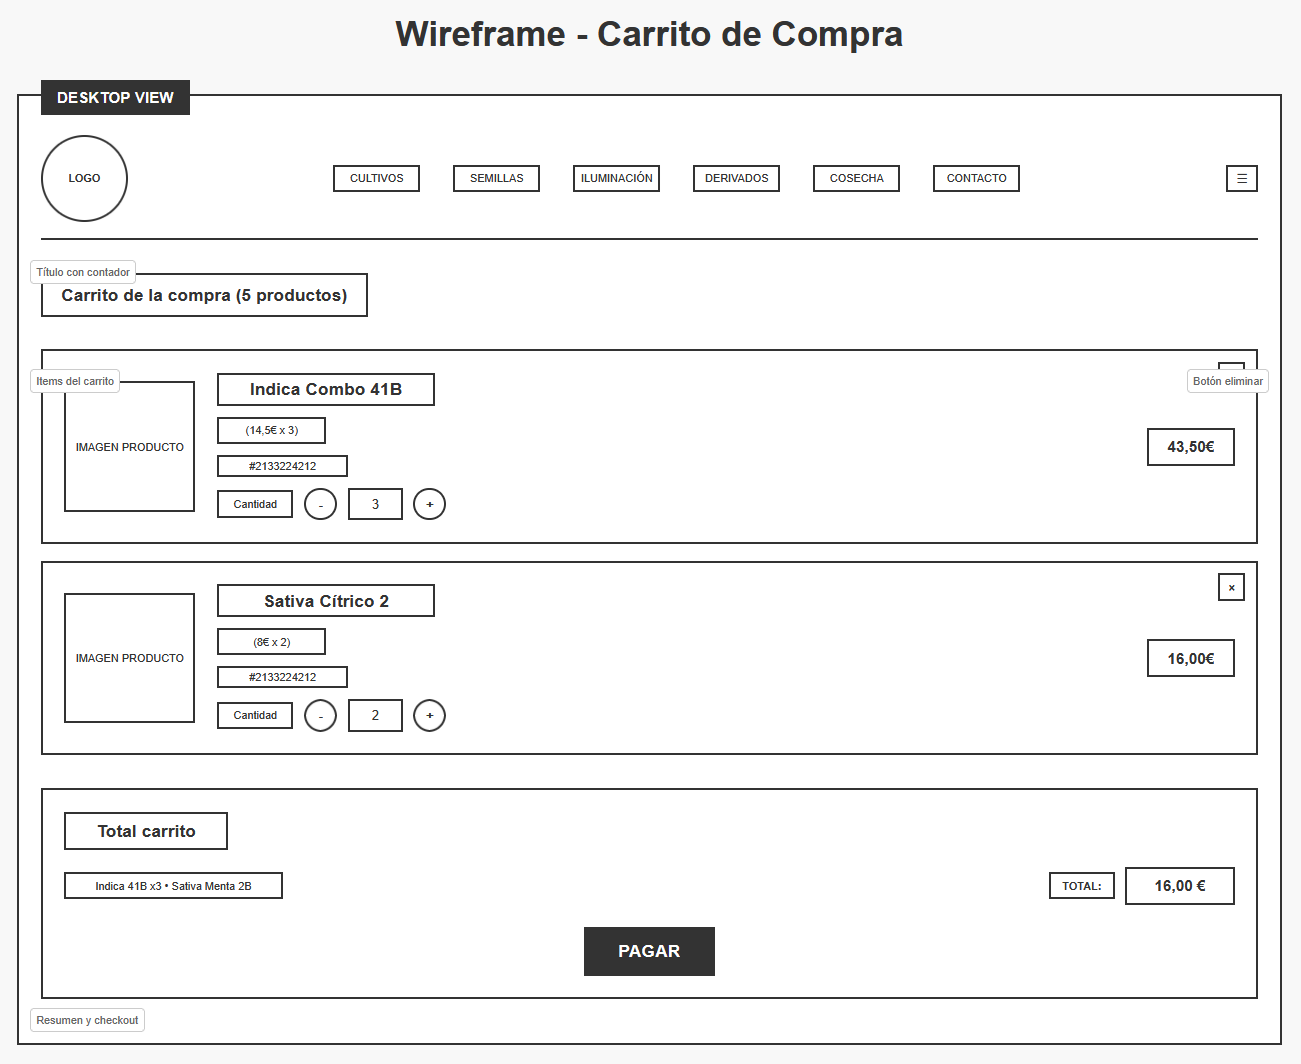 Wireframe - Carrito de Compra
DESKTOP VIEW
LOGO
CULTIVOS
SEMILLAS
ILUMINACIÓN
DERIVADOS
COSECHA
CONTACTO
☰
Título con contador
Carrito de la compra (5 productos)
Items del carrito
Botón eliminar
IMAGEN PRODUCTO
Indica Combo 41B
(14,5€ x 3)
#2133224212
Cantidad
-
3
+
43,50€
×
IMAGEN PRODUCTO
Sativa Cítrico 2
(8€ x 2)
#2133224212
Cantidad
-
2
+
16,00€
Total carrito
Indica 41B x3 • Sativa Menta 2B
TOTAL:
16,00 €
PAGAR
Resumen y checkout